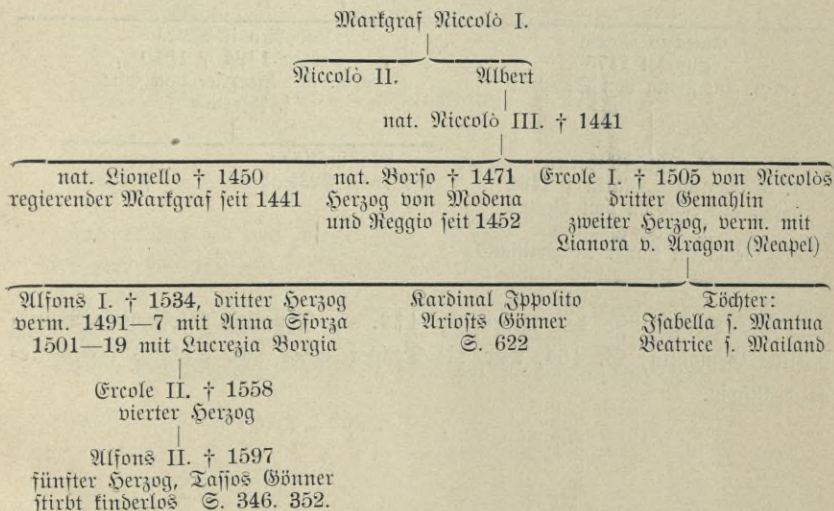 Markgraf Niccolò I.
Niccolò II. Albert
nat. Niccolò III. † 1441
nat. Lionello † 1450
regierender Markgraf seit 1441
nat. Borso † 1471
Herzog von Modena
und Reggio seit 1452
Ercole I. † 1505 von Niccolòs
dritter Gemahlin
zweiter Herzog, verm. mit
Lianora v. Aragon (Neapel)
Alfons I. † 1534, dritter Herzog
verm. 1491—7 mit Anna Sforza
1501—19 mit Lucrezia Borgia
Kardinal Ippolito
Ariosts Gönner
S. 622
Töchter:
Isabella s. Mantua
Beatrice s. Mailand
Ercole II. † 1558
vierter Herzog
Alfons II. † 1597
fünfter Herzog, Tassos Gönner
stirbt kinderlos S. 346. 352.